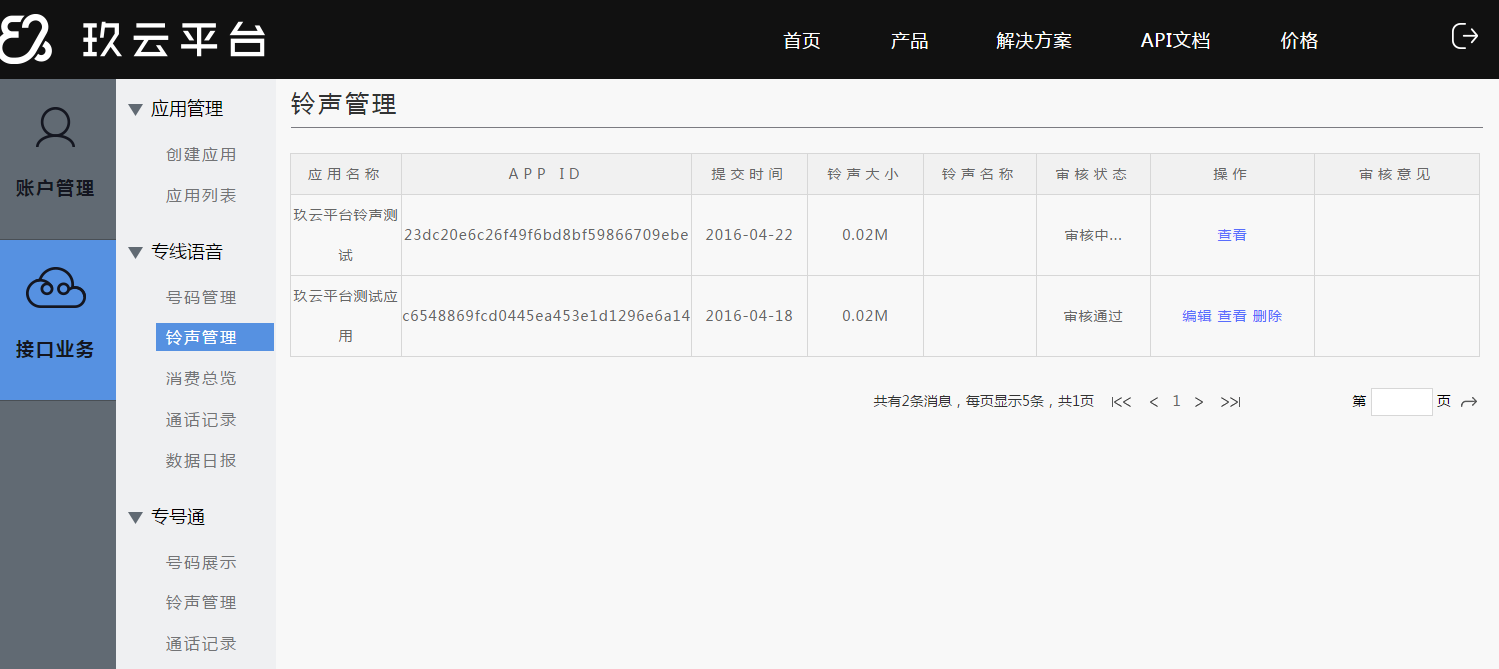 玖云平台
首页 产品 解决方案 API文档 价格
账户管理
接口业务
▼ 应用管理
创建应用
应用列表
▼ 专线语音
号码管理
铃声管理
消费总览
通话记录
数据日报
▼ 专号通
号码展示
铃声管理
通话记录
铃声管理
应用名称 APP ID 提交时间 铃声大小 铃声名称 审核状态 操作 审核意见
玖云平台铃声测
试 23dc20e6c26f49f6bd8bf59866709ebe 2016-04-22 0.02M 审核中... 查看
玖云平台测试应
用 c6548869fcd0445ea453e1d1296e6a14 2016-04-18 0.02M 审核通过 编辑 查看 删除
共有2条消息，每页显示5条，共1页 |<< < 1 > >>| 第 页